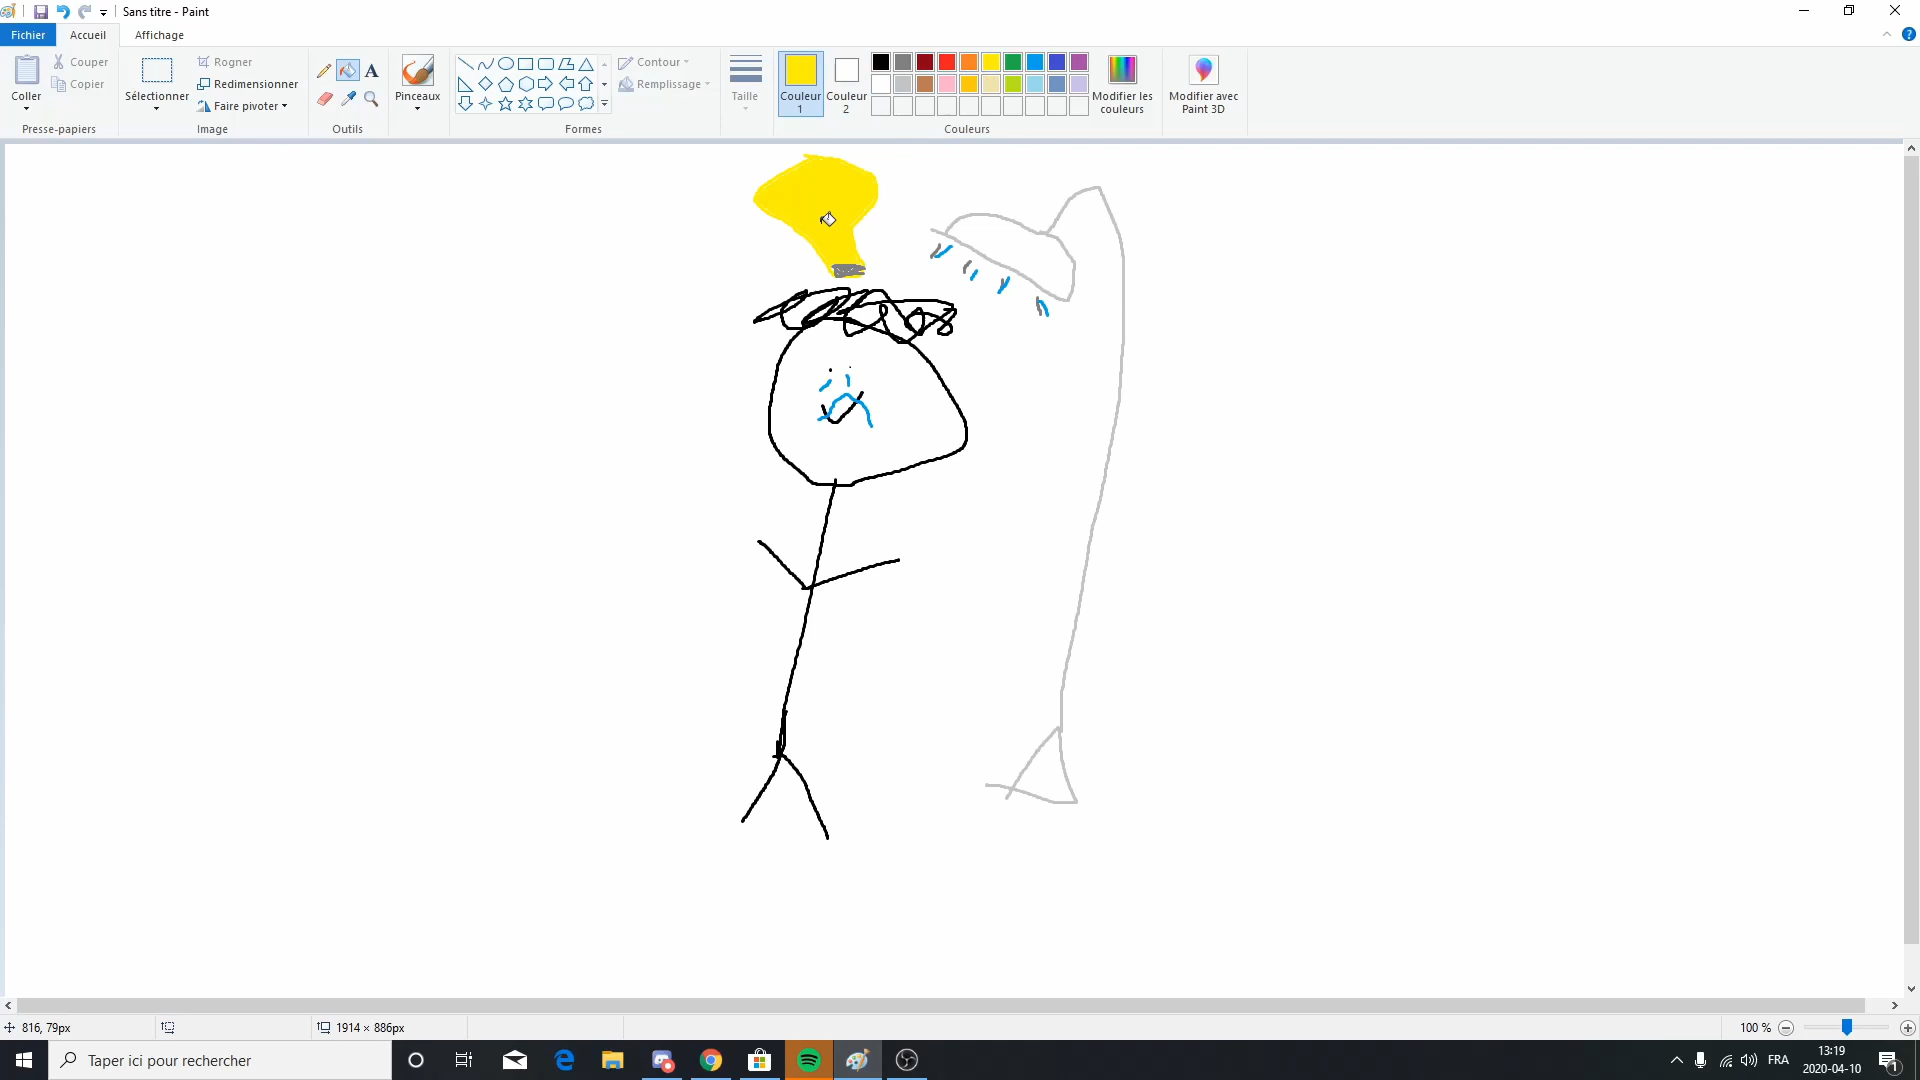 Sans titre - Paint
Fichier Accueil Affichage
Coller
Couper
Copier
Presse-papiers
Sélectionner
Rogner
Redimensionner
Faire pivoter
Image
A
Outils
Pinceaux
Contour
Remplissage
Formes
Taille
Couleur 1
Couleur 2
Couleurs
Modifier les couleurs
Modifier avec Paint 3D
816, 79px
1914 × 886px
100 %
Taper ici pour rechercher
FRA
13:19
2020-04-10
1